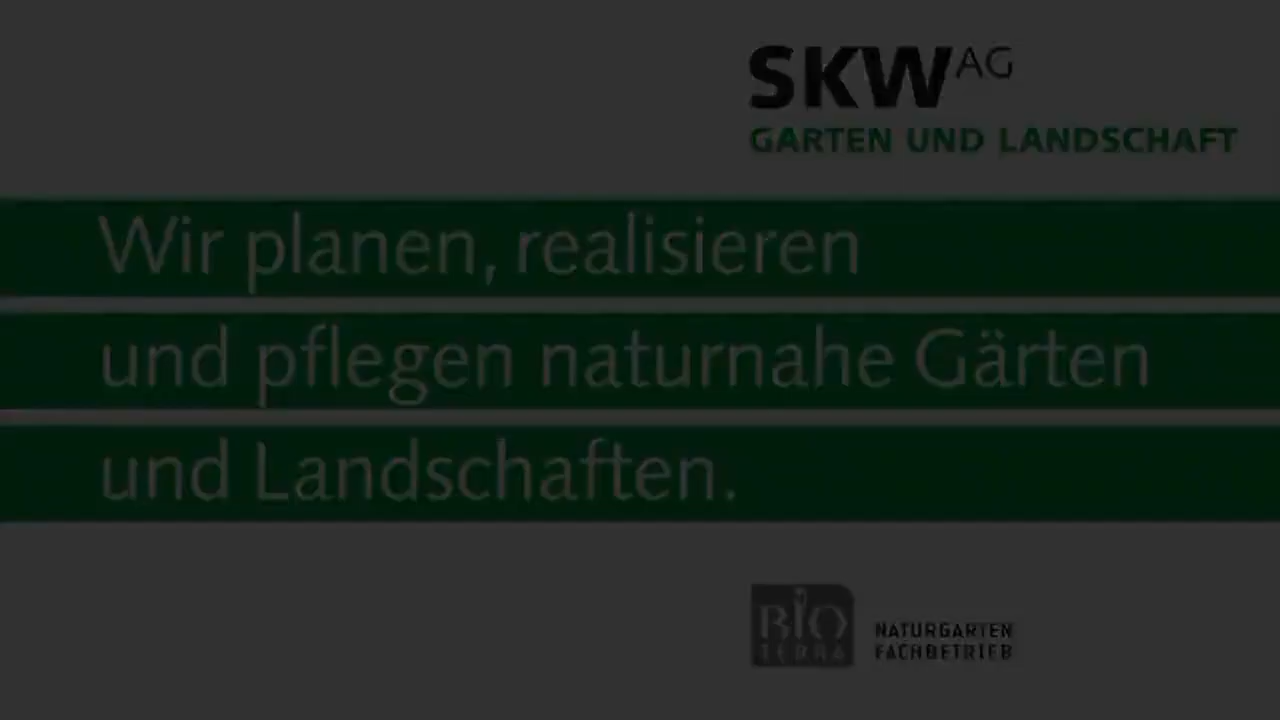 SKW AG
GARTEN UND LANDSCHAFT
Wir planen, realisieren
und pflegen naturnahe Gärten
und Landschaften.
BIO
TERRA
NATURGARTEN
FACHBETRIEB